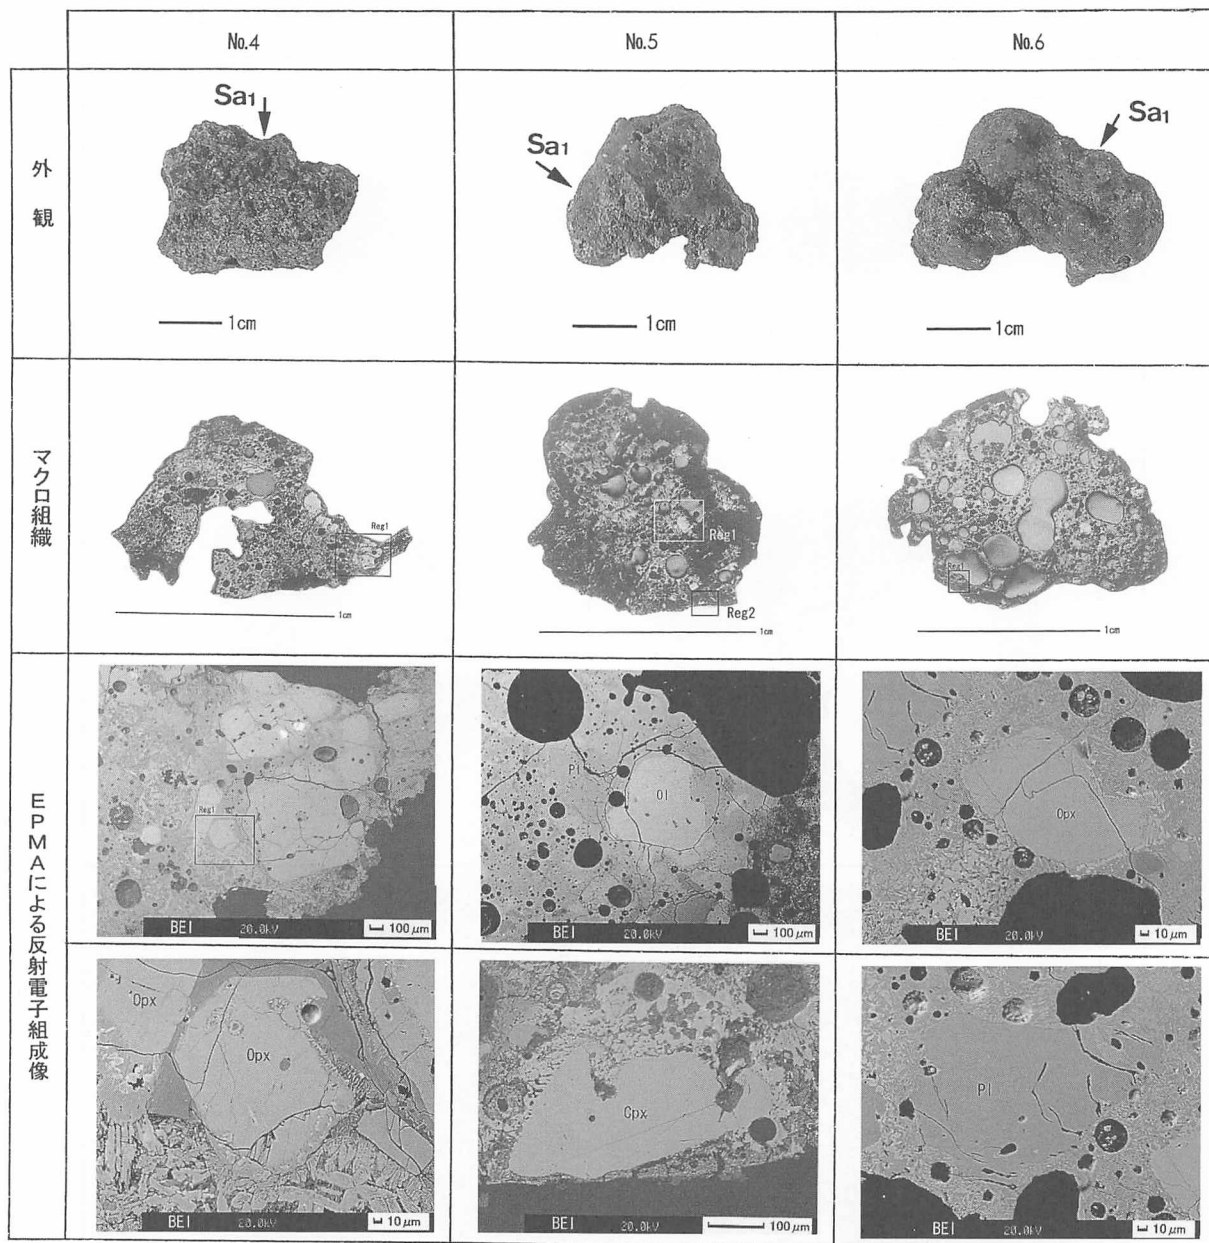 No.4
No.5
No.6
外観
Sa1
Sa1
Sa1
1cm
1cm
1cm
マクロ組織
Reg1
1cm
Reg1
Reg2
1cm
Reg1
1cm
EPMAによる反射電子組成像
Reg1
BEI 20.0kV 100μm
Pl
Ol
BEI 20.0kV 100μm
Opx
BEI 20.0kV 10μm
Opx
Opx
BEI 20.0kV 10μm
Cpx
BEI 20.0kV 100μm
Pl
BEI 20.0kV 10μm